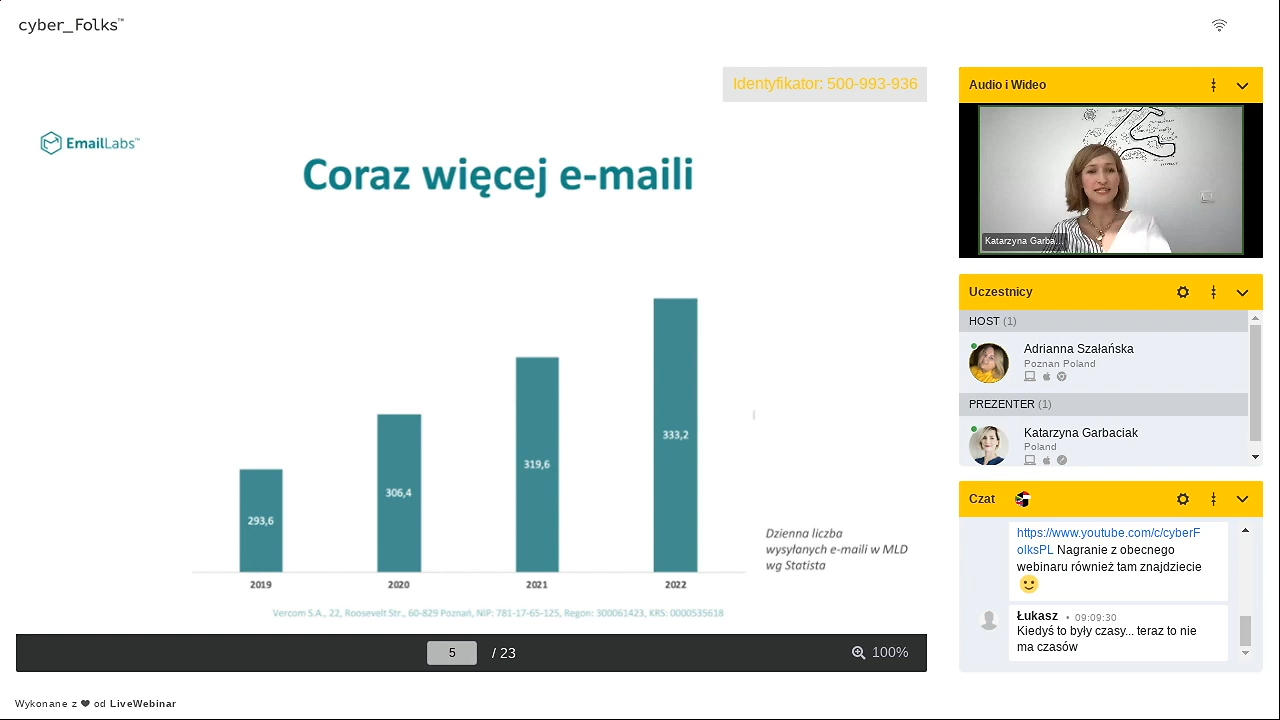 cyber_Folks™
Identyfikator: 500-993-936
EmailLabs™
Coraz więcej e-maili
293,6
306,4
319,6
333,2
2019
2020
2021
2022
Dzienna liczba
wysyłanych e-maili w MLD
wg Statista
Vercom S.A., 22, Roosevelt Str., 60-829 Poznań, NIP: 781-17-65-125, Regon: 300061423, KRS: 0000535618
5 / 23
100%
Audio i Wideo
Katarzyna Garba...
Uczestnicy
HOST (1)
Adrianna Szałańska
Poznan Poland
PREZENTER (1)
Katarzyna Garbaciak
Poland
Czat
https://www.youtube.com/c/cyberF
olksPL Nagranie z obecnego
webinaru również tam znajdziecie
Łukasz • 09:09:30
Kiedyś to były czasy... teraz to nie
ma czasów
Wykonane z ❤ od LiveWebinar